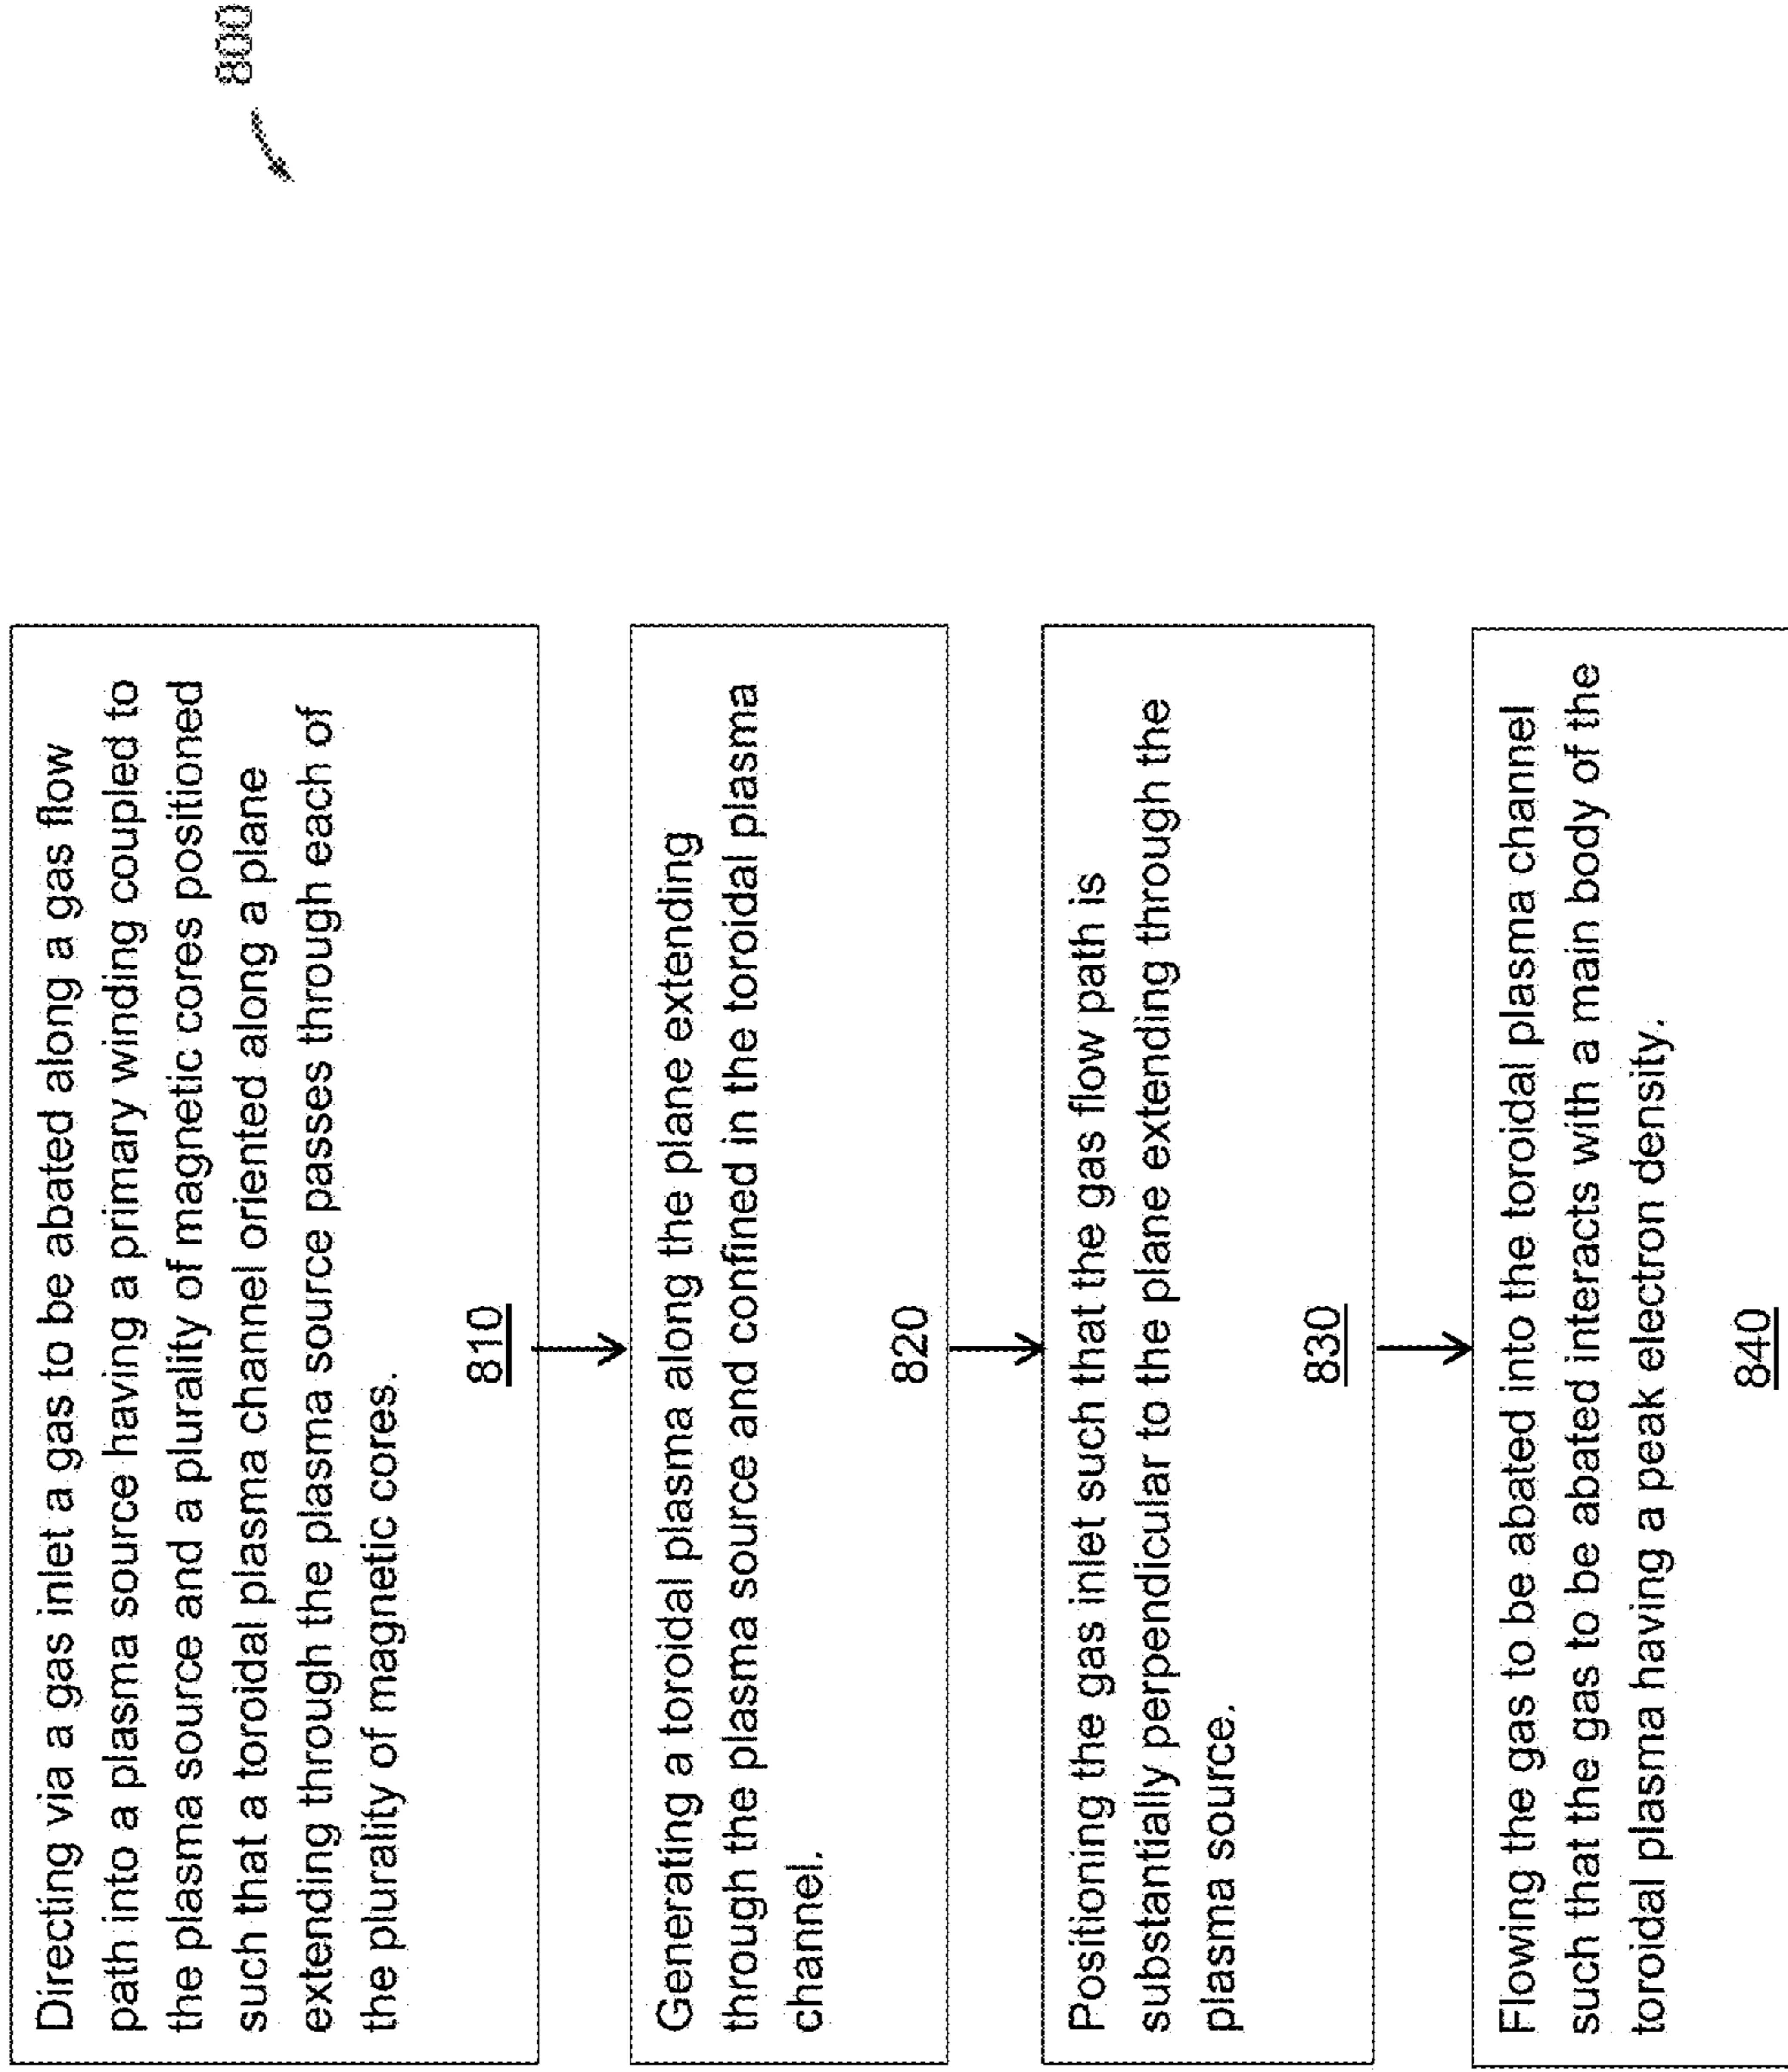 800
Directing via a gas inlet a gas to be abated along a gas flow
path into a plasma source having a primary winding coupled to
the plasma source and a plurality of magnetic cores positioned
such that a toroidal plasma channel oriented along a plane
extending through the plasma source passes through each of
the plurality of magnetic cores.
810
Generating a toroidal plasma along the plane extending
through the plasma source and confined in the toroidal plasma
channel.
820
Positioning the gas inlet such that the gas flow path is
substantially perpendicular to the plane extending through the
plasma source.
830
Flowing the gas to be abated into the toroidal plasma channel
such that the gas to be abated interacts with a main body of the
toroidal plasma having a peak electron density.
840